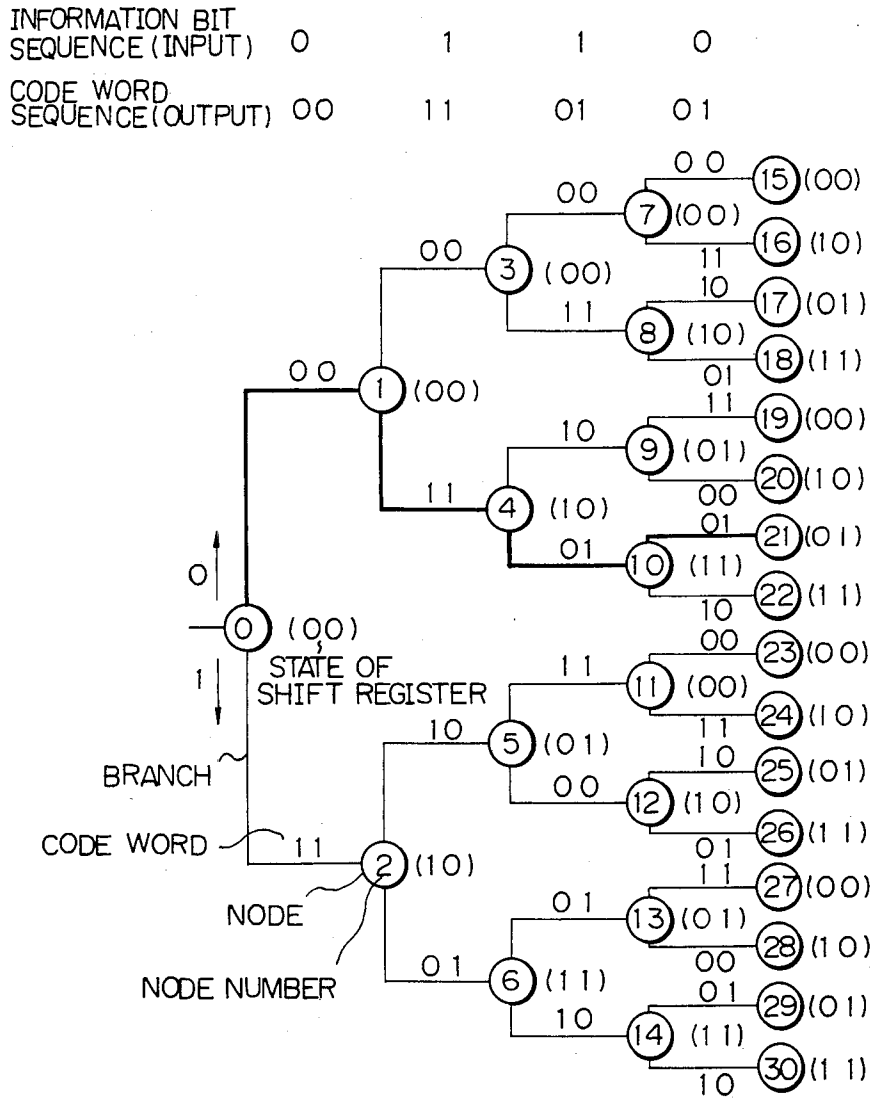 INFORMATION BIT
SEQUENCE (INPUT) 0 1 1 0
CODE WORD
SEQUENCE (OUTPUT) 00 11 01 01
00 15 (00)
00 7 (00)
16 (10)
11
00 3 (00)
10 17 (01)
11 8 (10)
18 (11)
01
00 1 (00)
11 19 (00)
10 9 (01)
20 (10)
00
11 4 (10)
01 21 (01)
01 10 (11)
22 (11)
10
0
0 (00)
1
STATE OF
SHIFT REGISTER
00 23 (00)
11 11 (00)
24 (10)
11
10 5 (01)
BRANCH
10 25 (01)
00 12 (10)
26 (11)
01
CODE WORD
11 2 (10)
NODE
NODE NUMBER
11 27 (00)
01 13 (01)
28 (10)
00
01 6 (11)
01 29 (01)
10 14 (11)
30 (11)
10